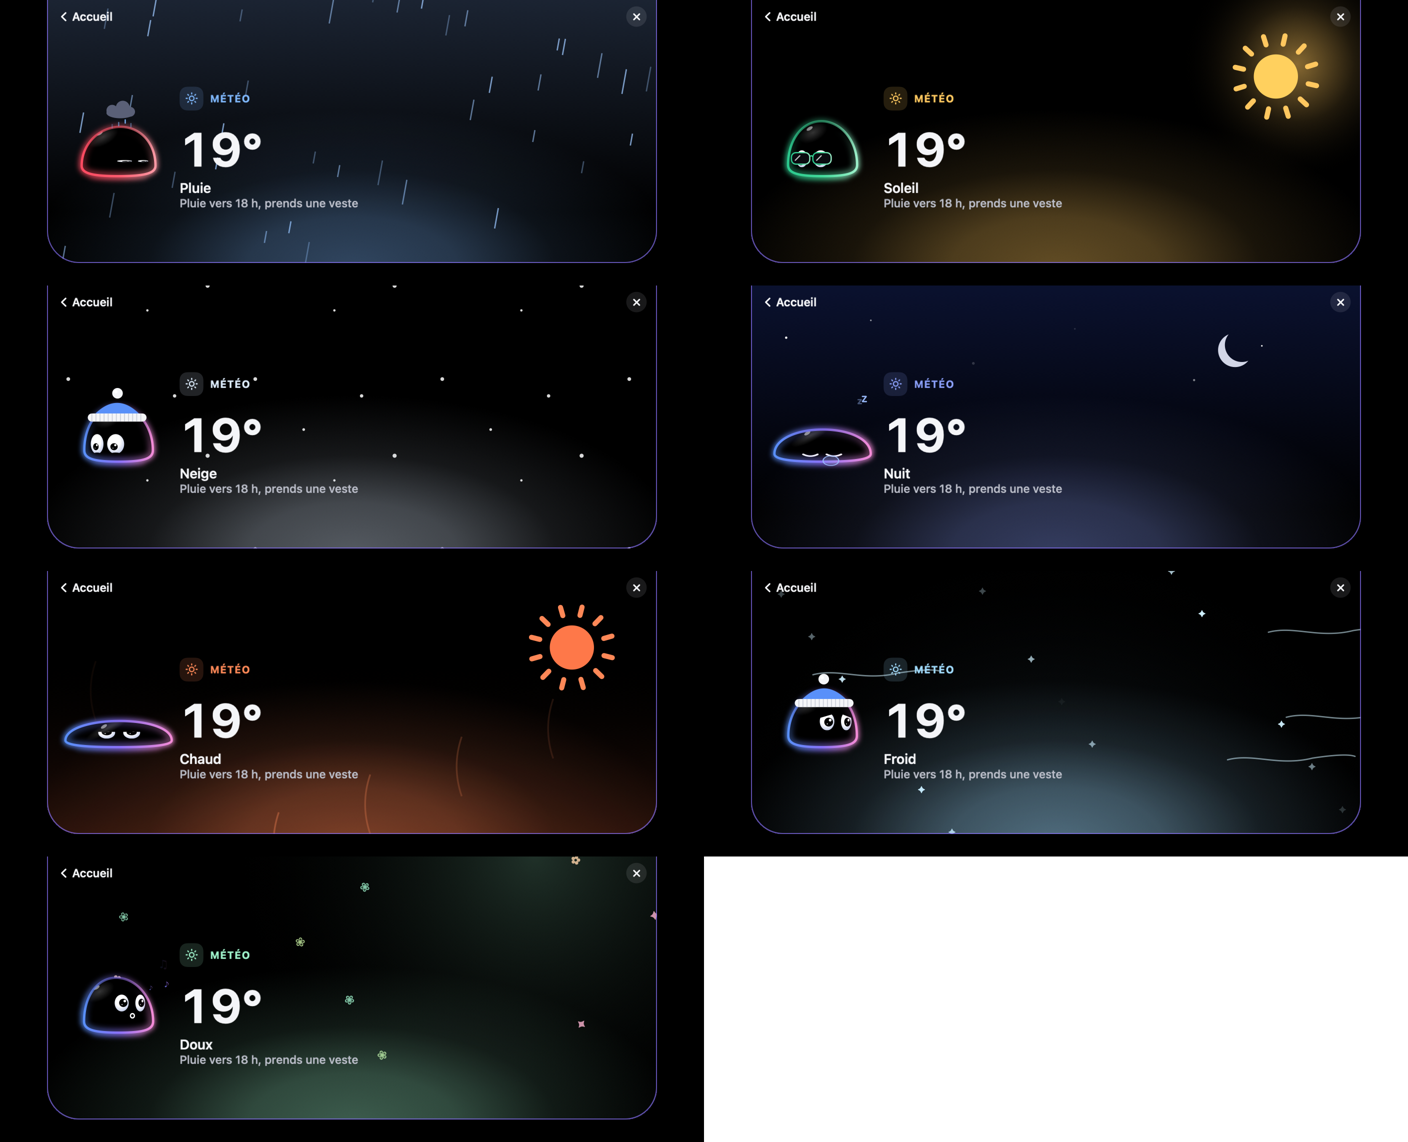 Accueil
MÉTÉO
19°
Pluie
Pluie vers 18 h, prends une veste
Accueil
MÉTÉO
19°
Soleil
Pluie vers 18 h, prends une veste
Accueil
MÉTÉO
19°
Neige
Pluie vers 18 h, prends une veste
Accueil
MÉTÉO
zZ
19°
Nuit
Pluie vers 18 h, prends une veste
Accueil
MÉTÉO
19°
Chaud
Pluie vers 18 h, prends une veste
Accueil
MÉTÉO
19°
Froid
Pluie vers 18 h, prends une veste
Accueil
MÉTÉO
19°
Doux
Pluie vers 18 h, prends une veste